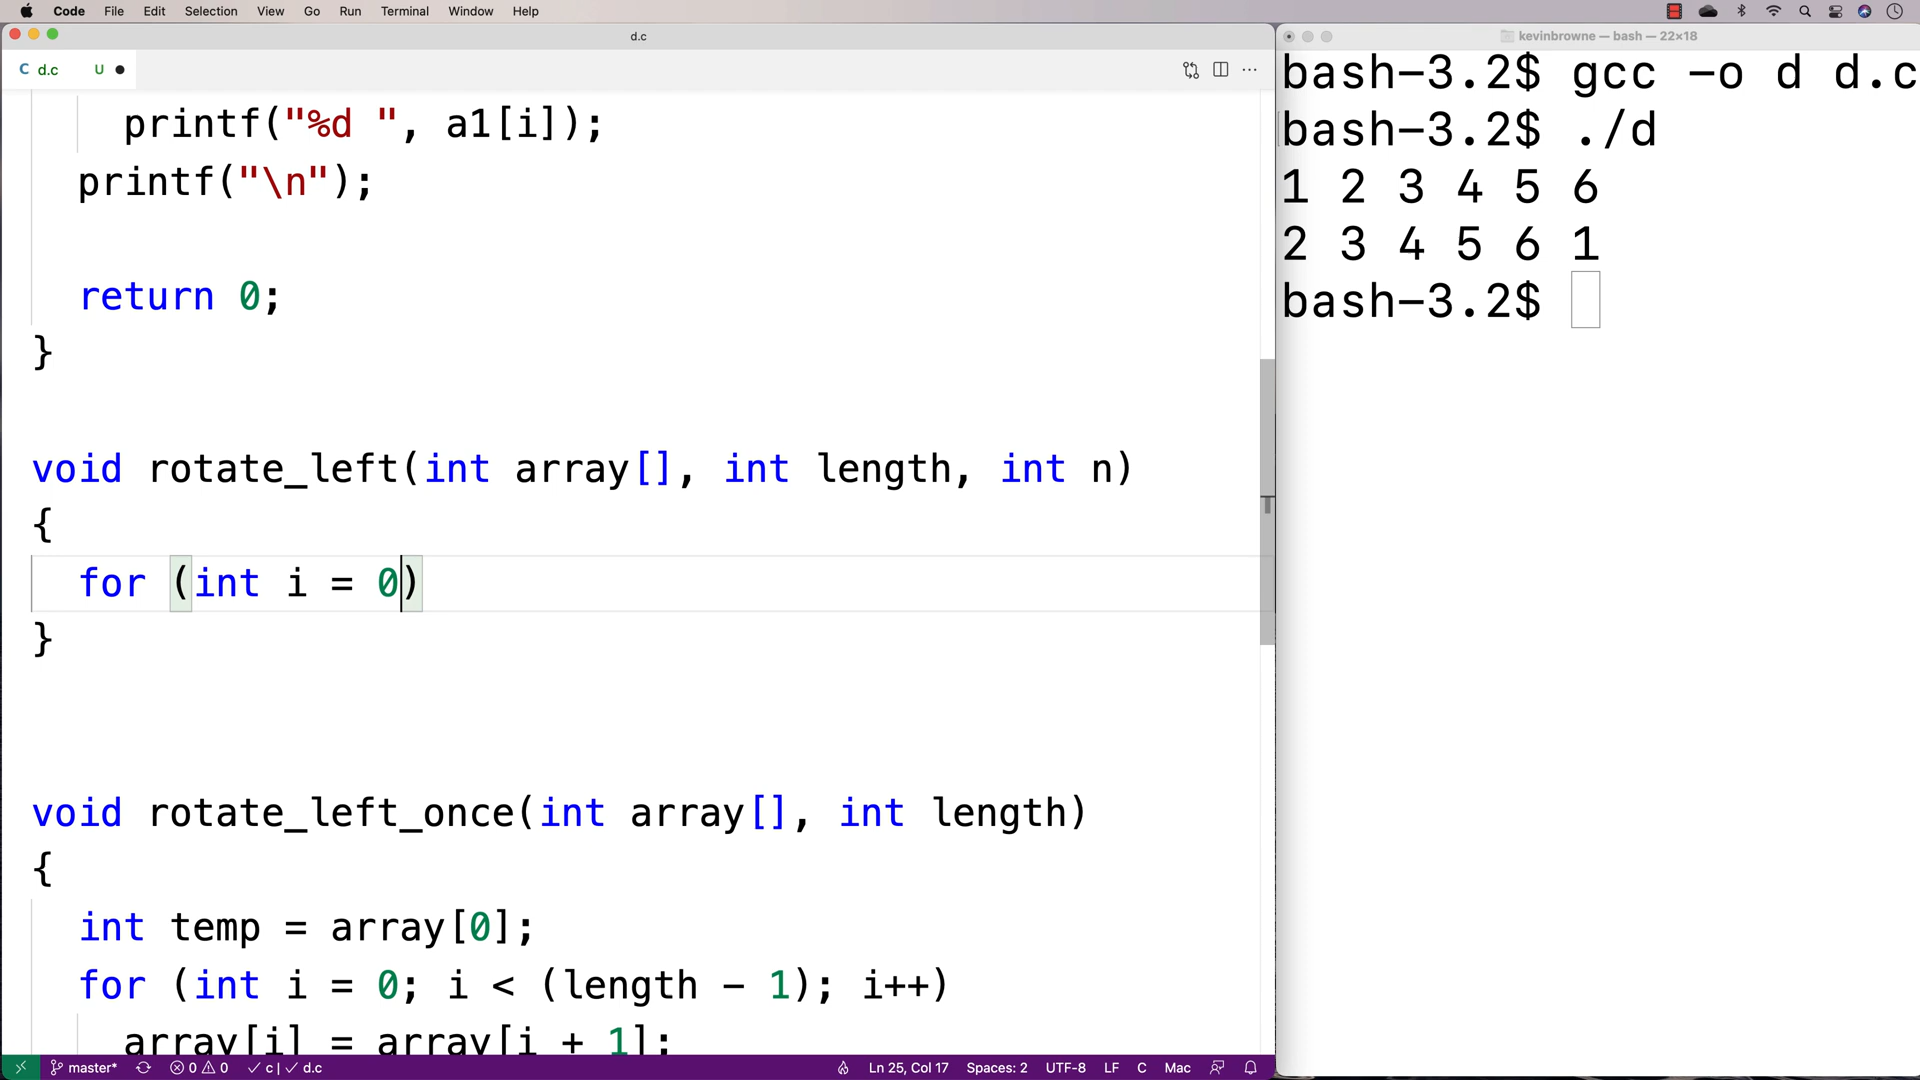 Code File Edit Selection View Go Run Terminal Window Help
d.c
C d.c U
printf("%d ", a1[i]);
printf("\n");
return 0;
}
void rotate_left(int array[], int length, int n)
{
for (int i = 0)
}
void rotate_left_once(int array[], int length)
{
int temp = array[0];
for (int i = 0; i < (length - 1); i++)
array[i] = array[i + 1];
master* 0 0 c | d.c Ln 25, Col 17 Spaces: 2 UTF-8 LF C Mac
kevinbrowne — bash — 22×18
bash-3.2$ gcc -o d d.c
bash-3.2$ ./d
1 2 3 4 5 6
2 3 4 5 6 1
bash-3.2$